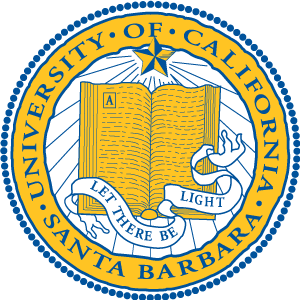 · UNIVERSITY · OF · CALIFORNIA ·
SANTA BARBARA
A
LET THERE BE LIGHT